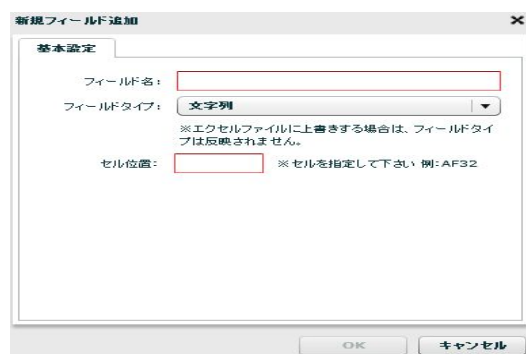 新規フィールド追加
基本設定
フィールド名：
フィールドタイプ： 文字列
※エクセルファイルに上書きする場合は、フィールドタイ
プは反映されません。
セル位置： ※セルを指定して下さい 例：AF32
OK キャンセル